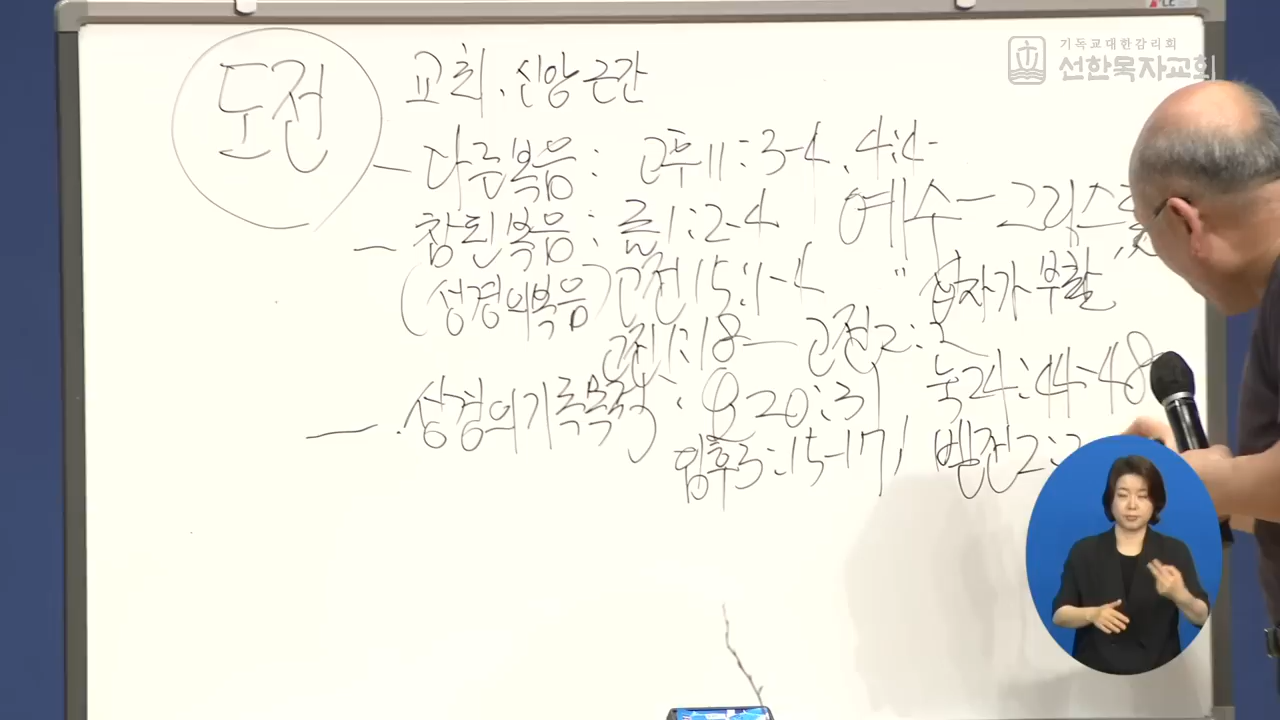 기독교대한감리회
선한목자교회
도전
교회, 신앙 근간
- 다른복음 : 고후11:3-4, 4:4-
- 참된복음 : 롬1:2-4 예수 - 그리스도
(성경의복음) 고전15:1-4 " 십자가 부활
고전1:18 - 고전2:2
- 성경의기록목적 : 요20:31, 눅24:44-48
딤후3:15-17, 벧전2:2